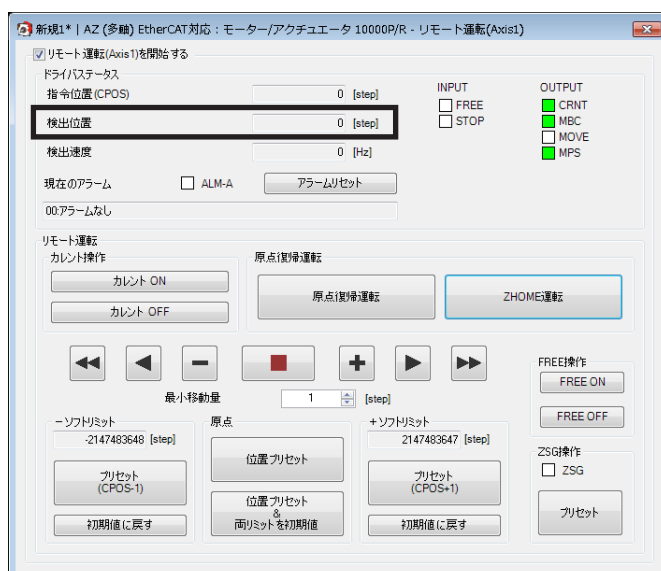 新規1* | AZ (多軸) EtherCAT対応：モーター/アクチュエータ 10000P/R - リモート運転(Axis1)
リモート運転(Axis1)を開始する
ドライバステータス
指令位置(CPOS) 0 [step]
検出位置 0 [step]
検出速度 0 [Hz]
INPUT
FREE
STOP
OUTPUT
CRNT
MBC
MOVE
MPS
現在のアラーム ALM-A アラームリセット
00:アラームなし
リモート運転
カレント操作
カレント ON
カレント OFF
原点復帰運転
原点復帰運転
ZHOME運転
最小移動量 1 [step]
FREE操作
FREE ON
FREE OFF
－ソフトリミット
-2147483648 [step]
プリセット
(CPOS-1)
初期値に戻す
原点
位置プリセット
位置プリセット
&
両リミットを初期値
＋ソフトリミット
2147483647 [step]
プリセット
(CPOS+1)
初期値に戻す
ZSG操作
ZSG
プリセット